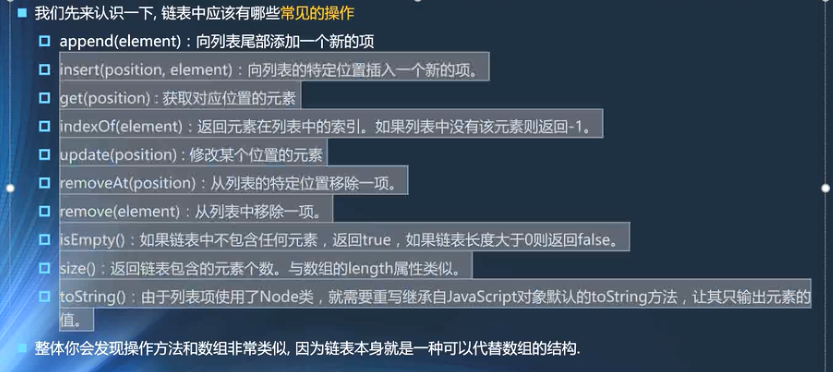 我们先来认识一下, 链表中应该有哪些常见的操作
append(element)：向列表尾部添加一个新的项
insert(position, element)：向列表的特定位置插入一个新的项。
get(position)：获取对应位置的元素
indexOf(element)：返回元素在列表中的索引。如果列表中没有该元素则返回-1。
update(position)：修改某个位置的元素
removeAt(position)：从列表的特定位置移除一项。
remove(element)：从列表中移除一项。
isEmpty()：如果链表中不包含任何元素，返回true，如果链表长度大于0则返回false。
size()：返回链表包含的元素个数。与数组的length属性类似。
toString()：由于列表项使用了Node类，就需要重写继承自JavaScript对象默认的toString方法，让其只输出元素的
值。
整体你会发现操作方法和数组非常类似, 因为链表本身就是一种可以代替数组的结构.